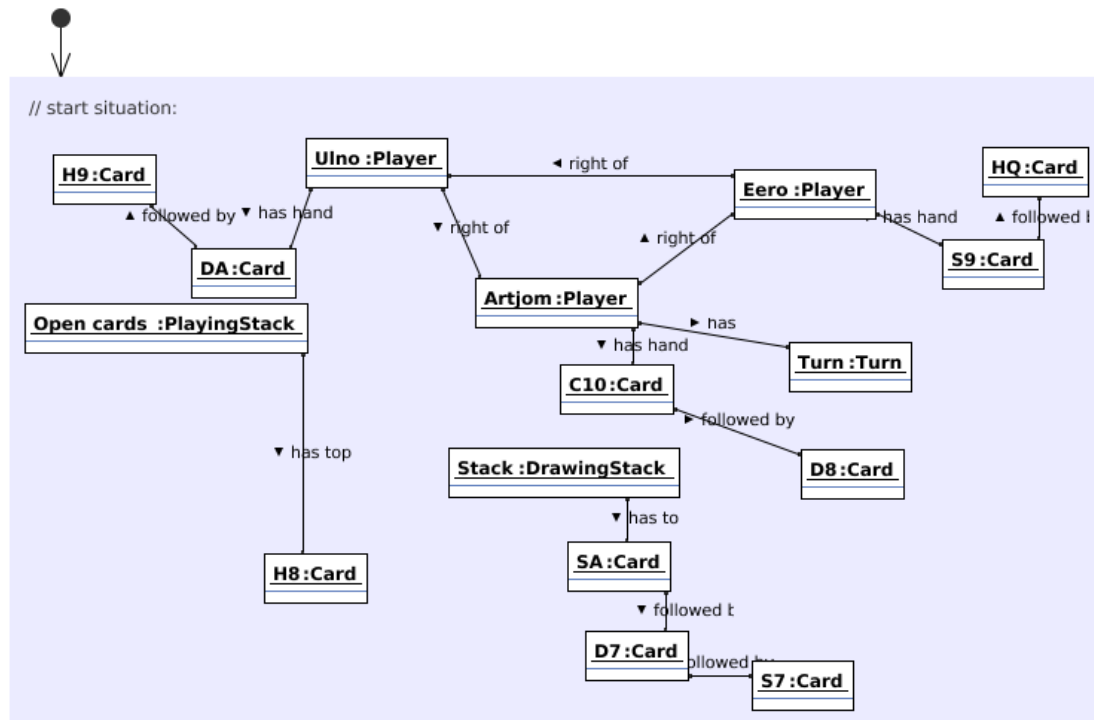 // start situation:
Ulno :Player
◄ right of
HQ:Card
H9:Card
Eero :Player
▲ followed by
▼ has hand
has hand
▲ followed
▼ right of
▲ right of
DA:Card
S9:Card
Artjom :Player
Open cards :PlayingStack
► has
▼ has hand
Turn :Turn
C10:Card
► followed by
▼ has top
Stack :DrawingStack
D8:Card
▼ has to
SA:Card
H8:Card
▼ followed
D7:Card
ollowed by
S7:Card